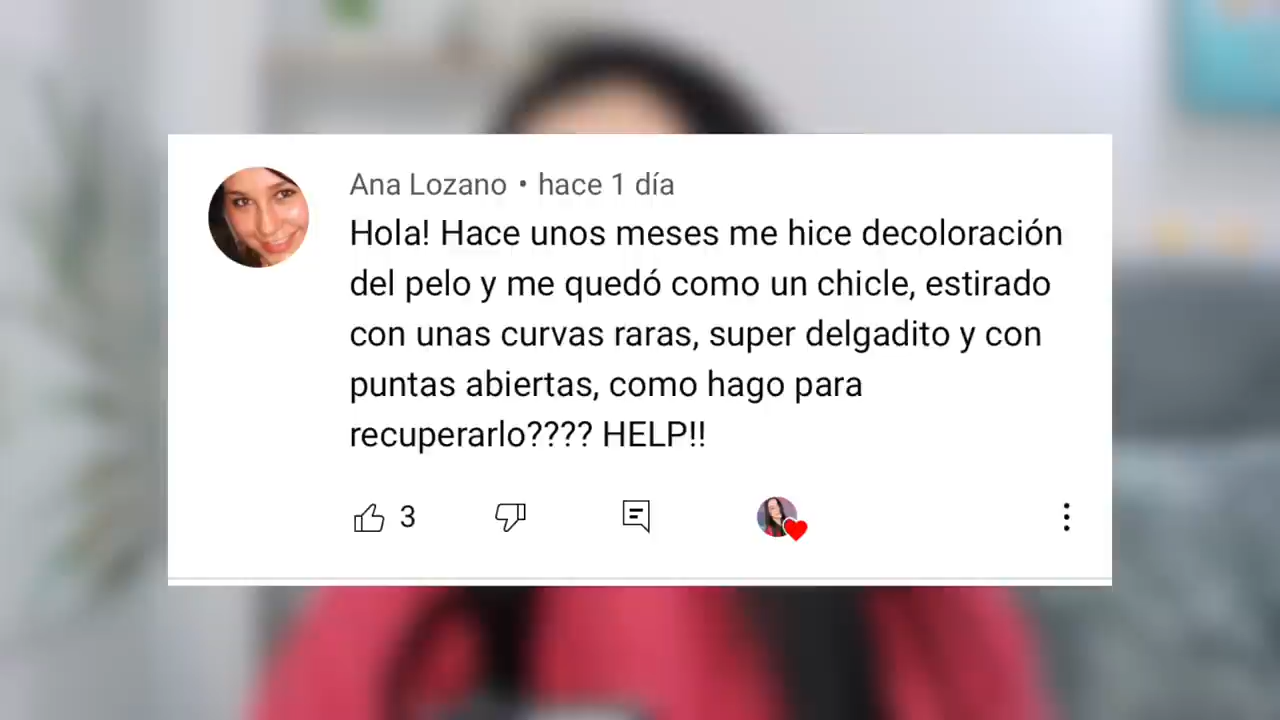 Ana Lozano • hace 1 día
Hola! Hace unos meses me hice decoloración
del pelo y me quedó como un chicle, estirado
con unas curvas raras, super delgadito y con
puntas abiertas, como hago para
recuperarlo???? HELP!!
3